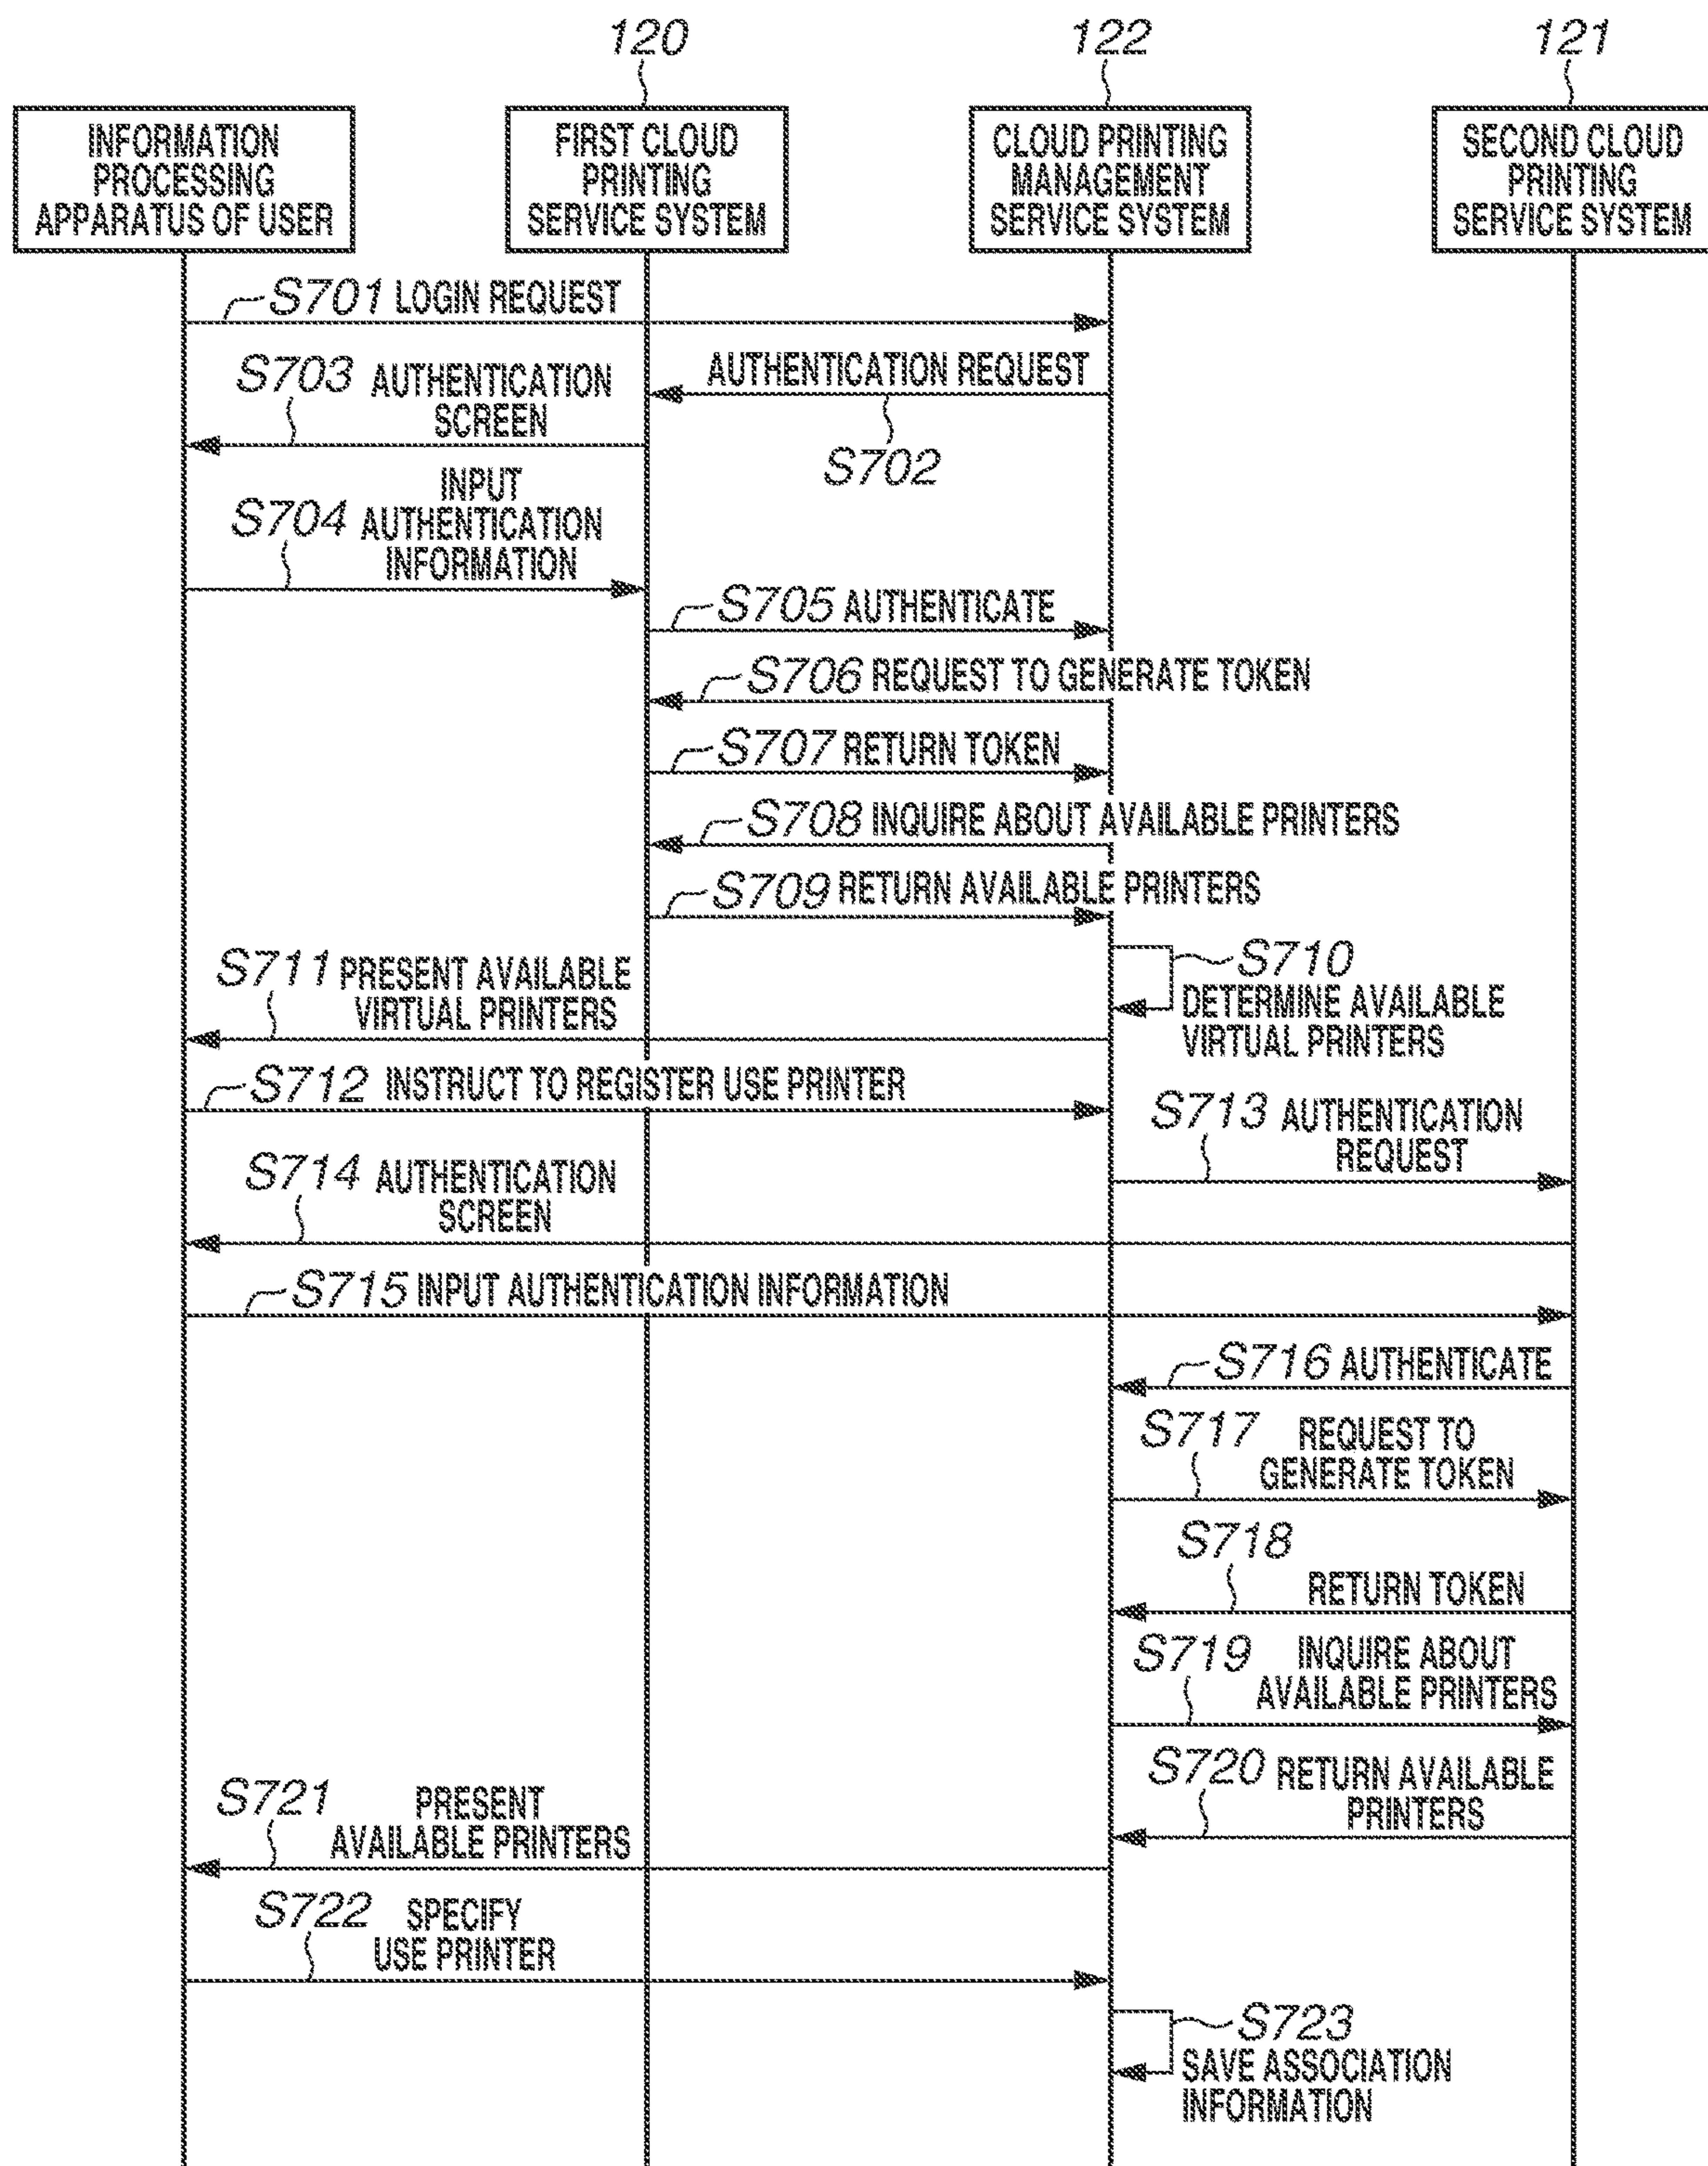 120
122
121
INFORMATION
PROCESSING
APPARATUS OF USER
FIRST CLOUD
PRINTING
SERVICE SYSTEM
CLOUD PRINTING
MANAGEMENT
SERVICE SYSTEM
SECOND CLOUD
PRINTING
SERVICE SYSTEM
S701 LOGIN REQUEST
AUTHENTICATION REQUEST
S702
S703 AUTHENTICATION
SCREEN
S704
INPUT
AUTHENTICATION
INFORMATION
S705 AUTHENTICATE
S706 REQUEST TO GENERATE TOKEN
S707 RETURN TOKEN
S708 INQUIRE ABOUT AVAILABLE PRINTERS
S709 RETURN AVAILABLE PRINTERS
S710
DETERMINE AVAILABLE
VIRTUAL PRINTERS
S711 PRESENT AVAILABLE
VIRTUAL PRINTERS
S712 INSTRUCT TO REGISTER USE PRINTER
S713 AUTHENTICATION
REQUEST
S714 AUTHENTICATION
SCREEN
S715 INPUT AUTHENTICATION INFORMATION
S716 AUTHENTICATE
S717 REQUEST TO
GENERATE TOKEN
S718
RETURN TOKEN
S719 INQUIRE ABOUT
AVAILABLE PRINTERS
S720 RETURN AVAILABLE
PRINTERS
S721 PRESENT
AVAILABLE PRINTERS
S722 SPECIFY
USE PRINTER
S723
SAVE ASSOCIATION
INFORMATION